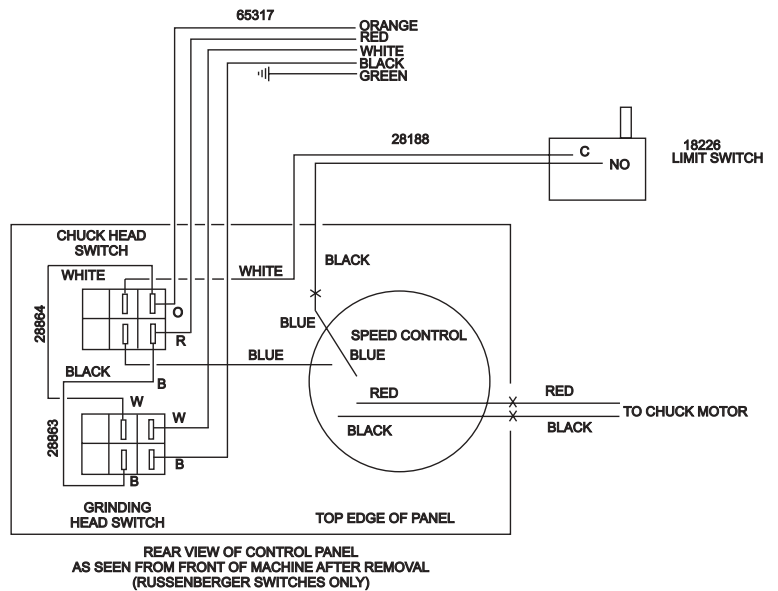 65317
ORANGE
RED
WHITE
BLACK
GREEN
28188
C
NO
18226
LIMIT SWITCH
CHUCK HEAD
SWITCH
WHITE
WHITE
BLACK
O
28864
R
BLUE
SPEED CONTROL
BLUE
BLUE
BLACK
B
RED
RED
W
W
TO CHUCK MOTOR
BLACK
BLACK
28863
B
B
GRINDING
HEAD SWITCH
TOP EDGE OF PANEL
REAR VIEW OF CONTROL PANEL
AS SEEN FROM FRONT OF MACHINE AFTER REMOVAL
(RUSSENBERGER SWITCHES ONLY)